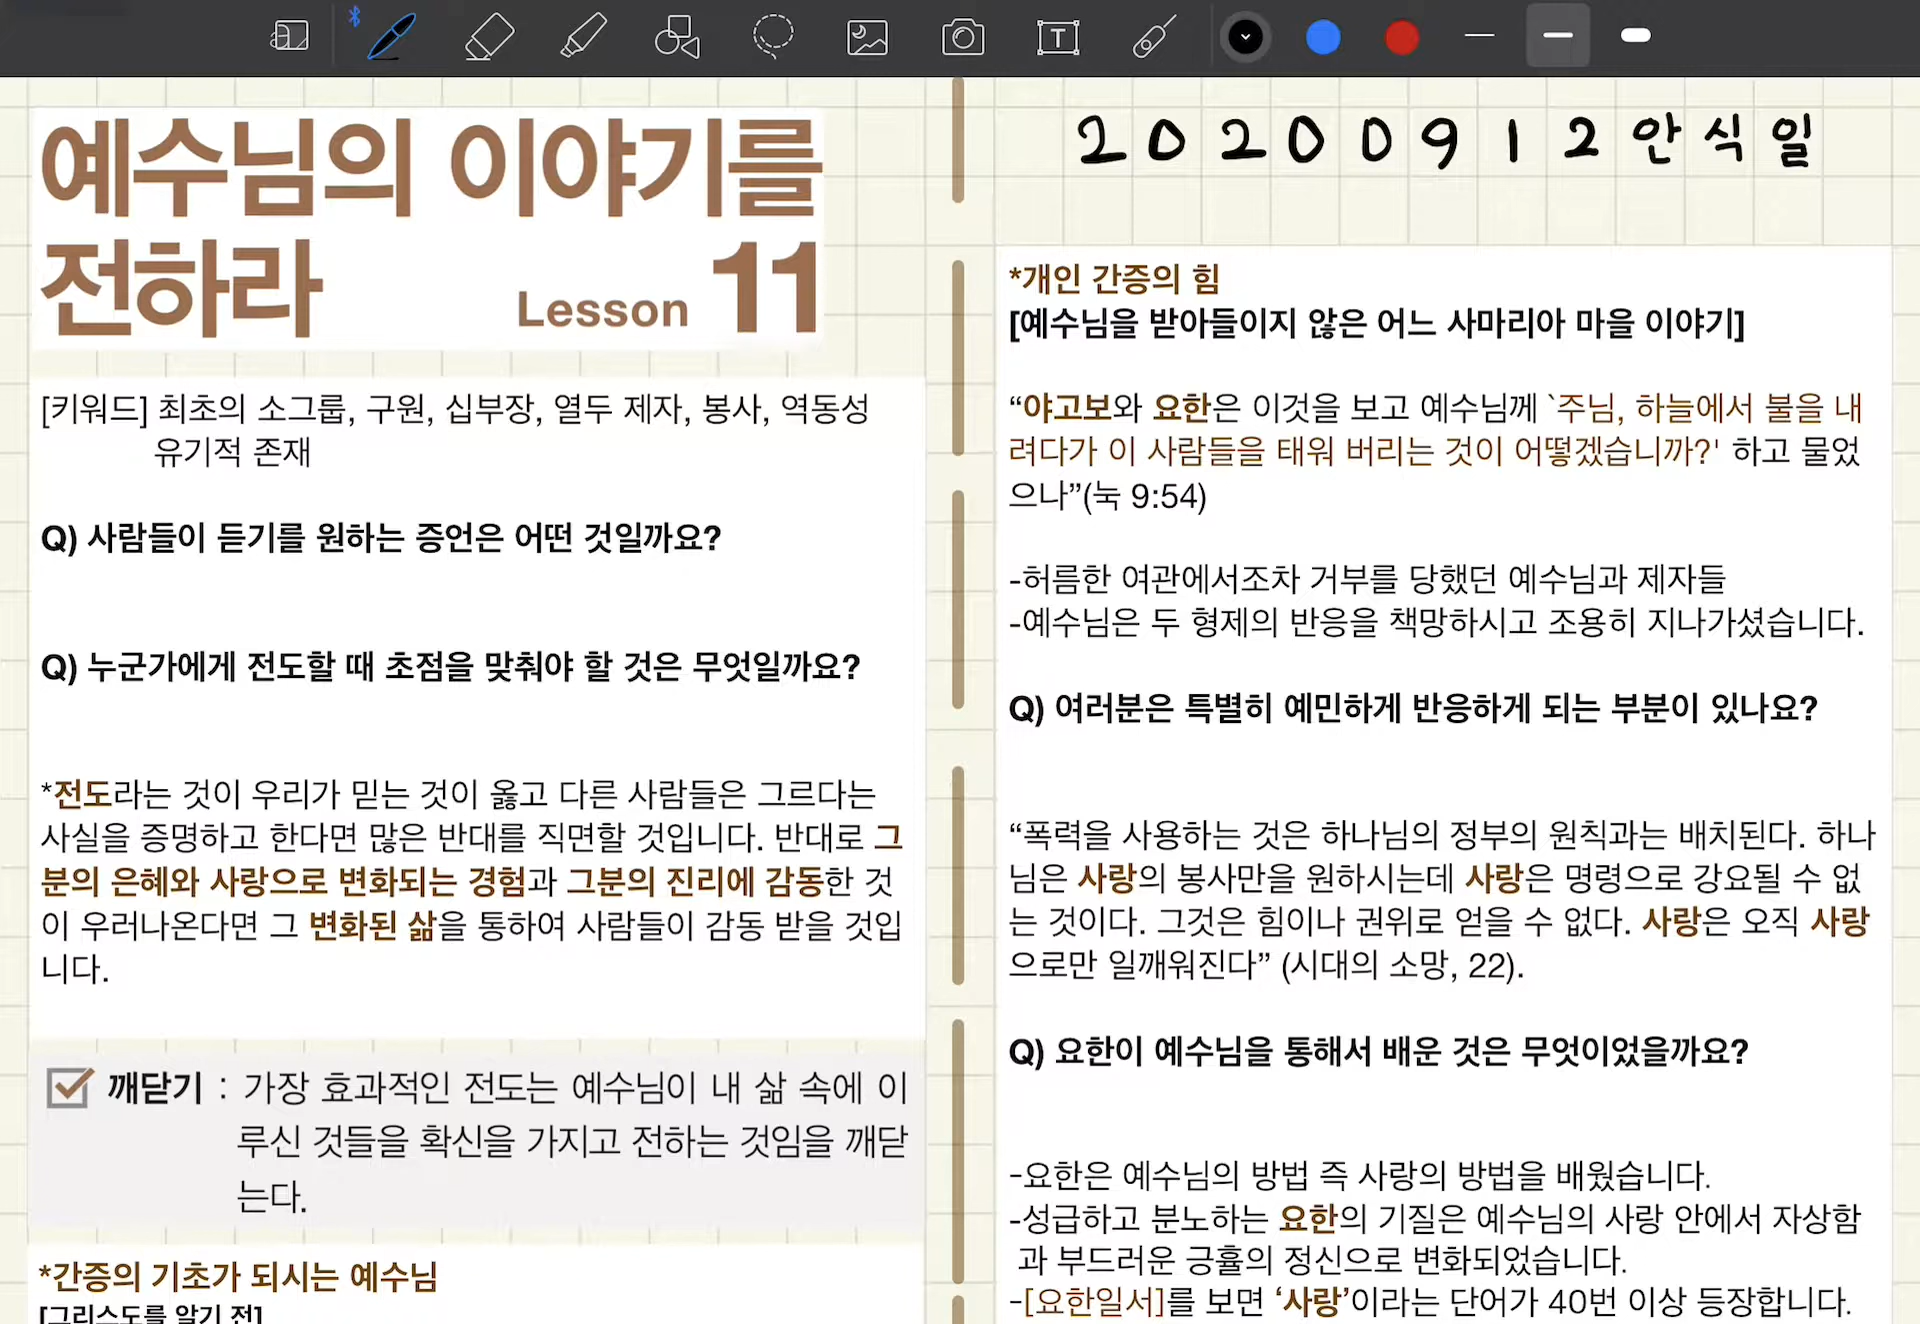 예수님의 이야기를
전하라 Lesson 11
[키워드] 최초의 소그룹, 구원, 십부장, 열두 제자, 봉사, 역동성
유기적 존재
Q) 사람들이 듣기를 원하는 증언은 어떤 것일까요?
Q) 누군가에게 전도할 때 초점을 맞춰야 할 것은 무엇일까요?
*전도라는 것이 우리가 믿는 것이 옳고 다른 사람들은 그르다는
사실을 증명하고 한다면 많은 반대를 직면할 것입니다. 반대로 그
분의 은혜와 사랑으로 변화되는 경험과 그분의 진리에 감동한 것
이 우러나온다면 그 변화된 삶을 통하여 사람들이 감동 받을 것입
니다.
깨닫기 : 가장 효과적인 전도는 예수님이 내 삶 속에 이
루신 것들을 확신을 가지고 전하는 것임을 깨닫
는다.
*간증의 기초가 되시는 예수님
[그리스도를 알기 전]
20200912안식일
*개인 간증의 힘
[예수님을 받아들이지 않은 어느 사마리아 마을 이야기]
“야고보와 요한은 이것을 보고 예수님께 `주님, 하늘에서 불을 내
려다가 이 사람들을 태워 버리는 것이 어떻겠습니까?' 하고 물었
으나”(눅 9:54)
-허름한 여관에서조차 거부를 당했던 예수님과 제자들
-예수님은 두 형제의 반응을 책망하시고 조용히 지나가셨습니다.
Q) 여러분은 특별히 예민하게 반응하게 되는 부분이 있나요?
“폭력을 사용하는 것은 하나님의 정부의 원칙과는 배치된다. 하나
님은 사랑의 봉사만을 원하시는데 사랑은 명령으로 강요될 수 없
는 것이다. 그것은 힘이나 권위로 얻을 수 없다. 사랑은 오직 사랑
으로만 일깨워진다” (시대의 소망, 22).
Q) 요한이 예수님을 통해서 배운 것은 무엇이었을까요?
-요한은 예수님의 방법 즉 사랑의 방법을 배웠습니다.
-성급하고 분노하는 요한의 기질은 예수님의 사랑 안에서 자상함
과 부드러운 긍휼의 정신으로 변화되었습니다.
-[요한일서]를 보면 ‘사랑’이라는 단어가 40번 이상 등장합니다.